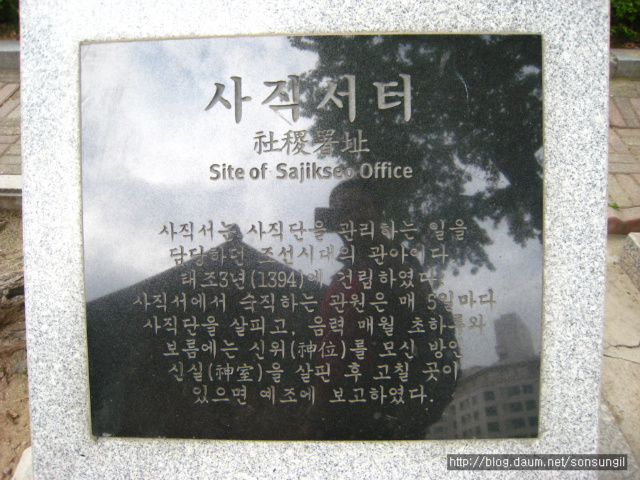 사직서터
社稷署址
Site of Sajikseo Office
사직서는 사직단을 관리하는 일을
담당하던 조선시대의 관아이다.
태조3년(1394)에 건립하였다.
사직서에서 숙직하는 관원은 매 5일마다
사직단을 살피고, 음력 매월 초하루와
보름에는 신위(神位)를 모신 방인
신실(神室)을 살핀 후 고칠 곳이
있으면 예조에 보고하였다.
http://blog.daum.net/sonsungil